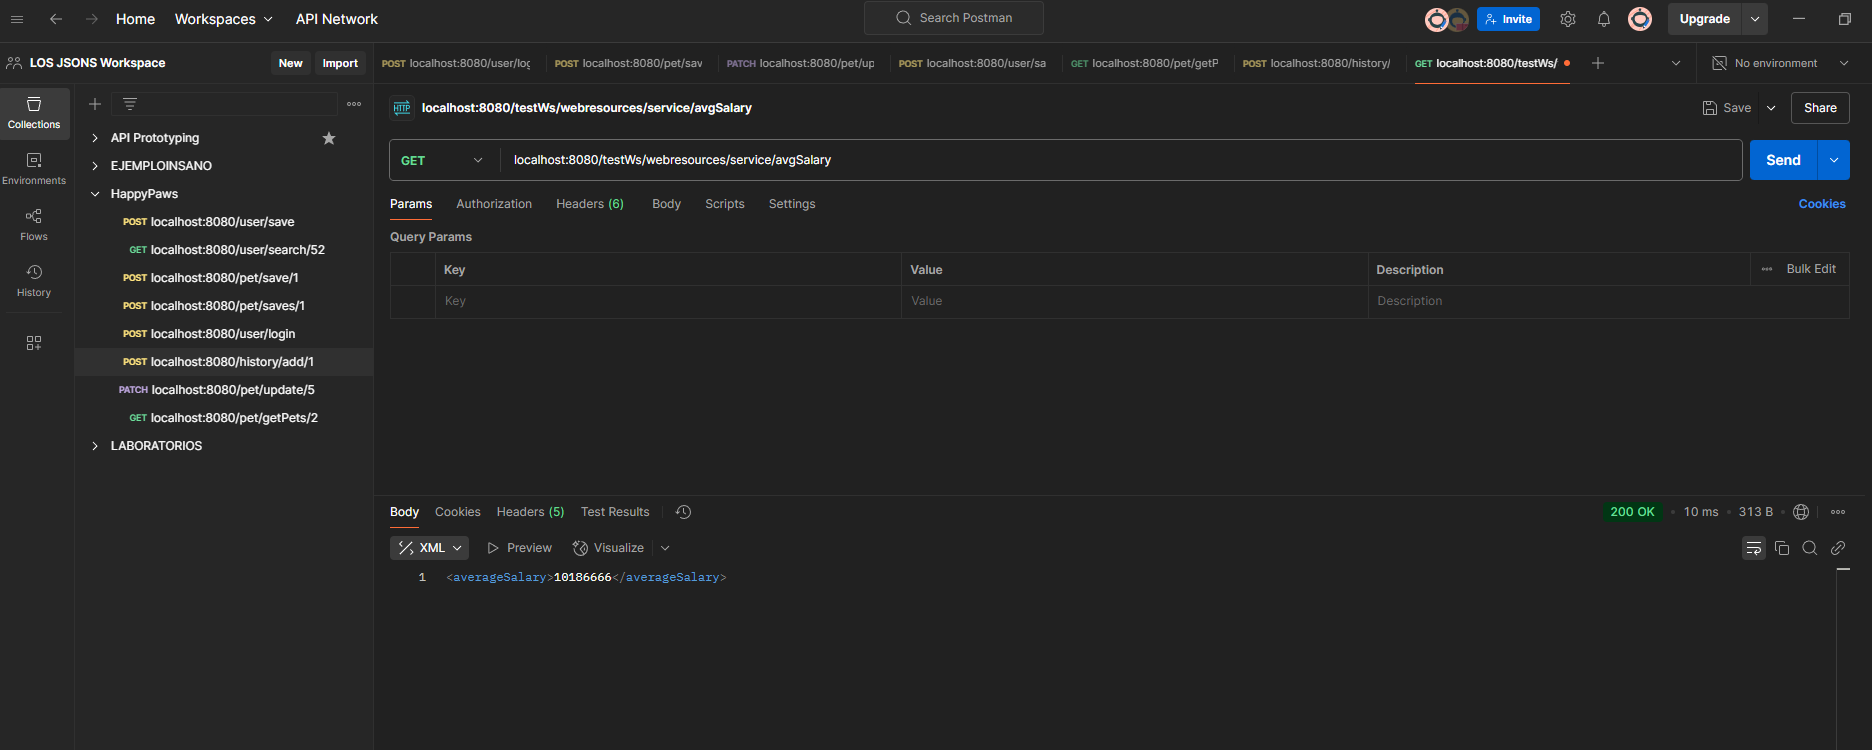 Home Workspaces API Network Search Postman Invite Upgrade
LOS JSONS Workspace New Import
POST localhost:8080/user/log POST localhost:8080/pet/sav PATCH localhost:8080/pet/up POST localhost:8080/user/sa GET localhost:8080/pet/getP POST localhost:8080/history/ GET localhost:8080/testWs/ No environment
Collections
Environments
Flows
History
API Prototyping
EJEMPLOINSANO
HappyPaws
POST localhost:8080/user/save
GET localhost:8080/user/search/52
POST localhost:8080/pet/save/1
POST localhost:8080/pet/saves/1
POST localhost:8080/user/login
POST localhost:8080/history/add/1
PATCH localhost:8080/pet/update/5
GET localhost:8080/pet/getPets/2
LABORATORIOS
HTTP localhost:8080/testWs/webresources/service/avgSalary Save Share
GET localhost:8080/testWs/webresources/service/avgSalary Send
Params Authorization Headers (6) Body Scripts Settings Cookies
Query Params
Key Value Description Bulk Edit
Key Value Description
Body Cookies Headers (5) Test Results 200 OK • 10 ms • 313 B
XML Preview Visualize
1 <averageSalary>10186666</averageSalary>